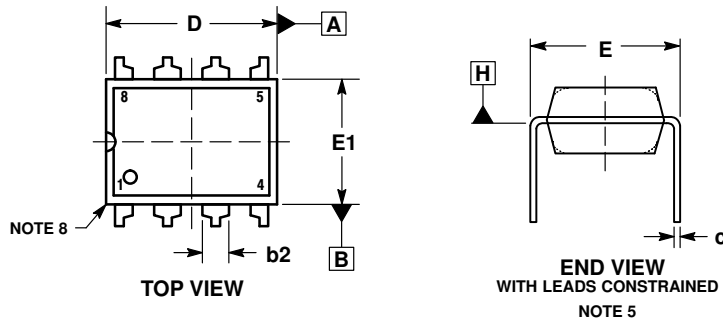 D
A
8
5
E1
1
4
NOTE 8
b2
B
TOP VIEW
E
H
c
END VIEW
WITH LEADS CONSTRAINED
NOTE 5